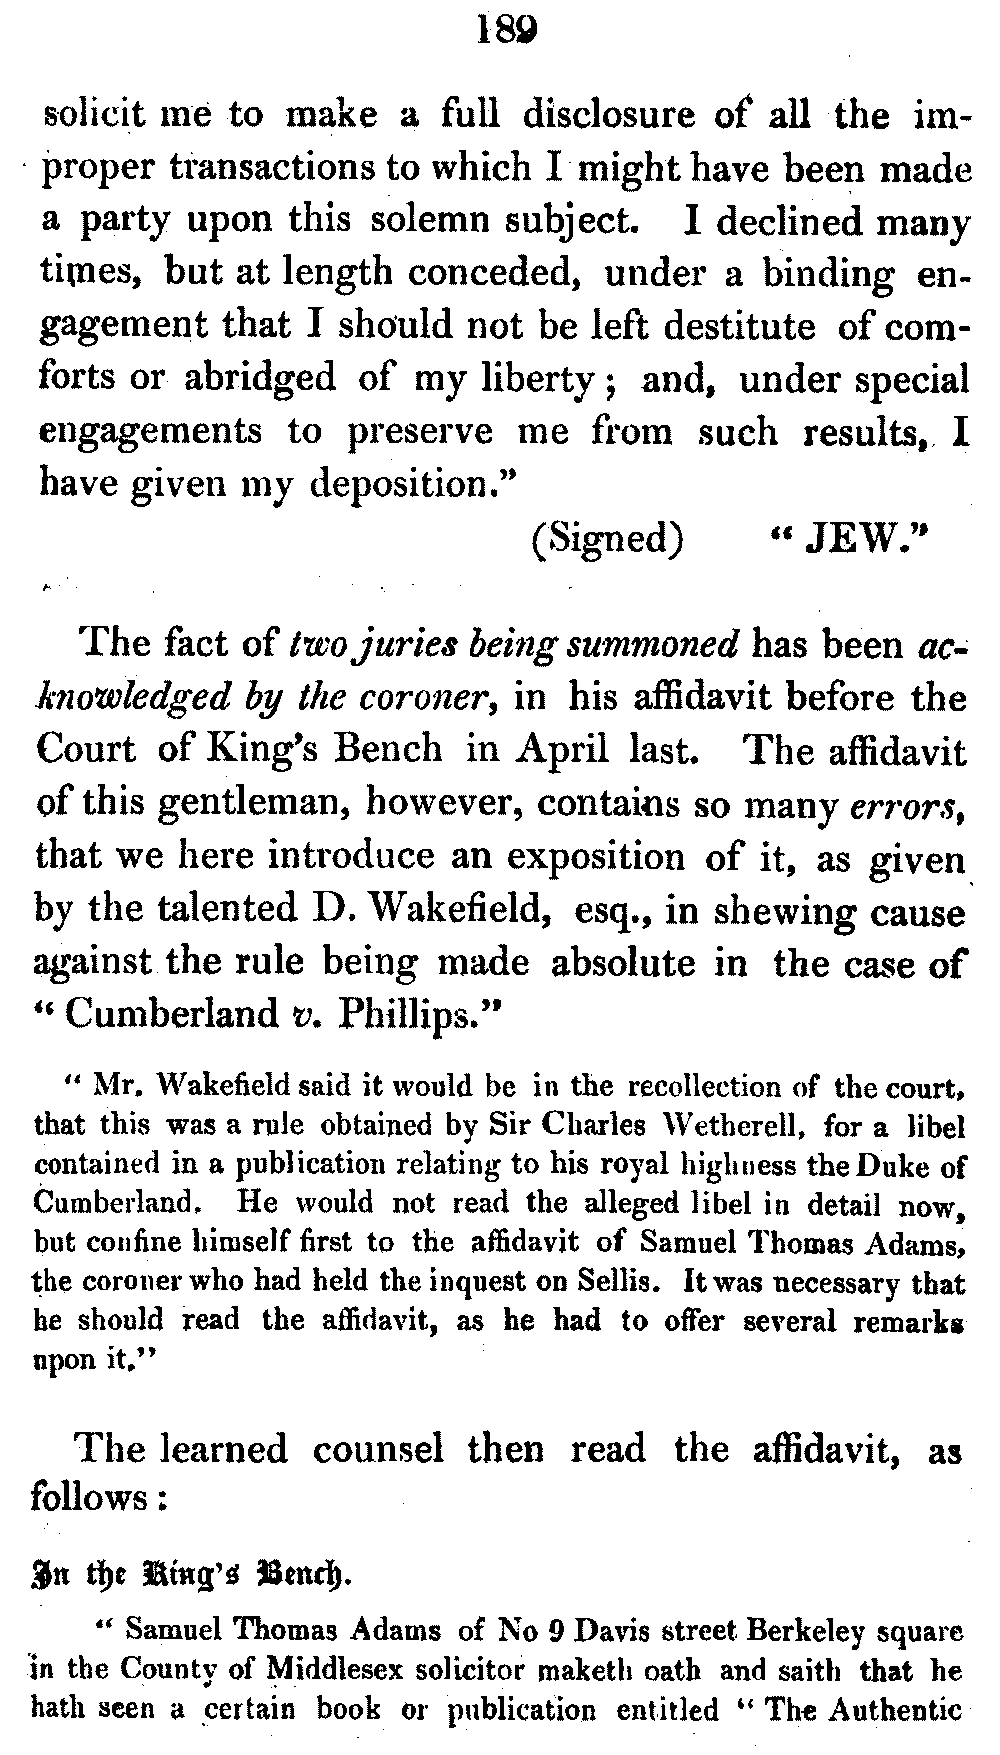 189
solicit me to make a full disclosure of all the im-
proper transactions to which I might have been made
a party upon this solemn subject. I declined many
times, but at length conceded, under a binding en-
gagement that I should not be left destitute of com-
forts or abridged of my liberty; and, under special
engagements to preserve me from such results, I
have given my deposition."
(Signed) "JEW."
The fact of two juries being summoned has been ac-
knowledged by the coroner, in his affidavit before the
Court of King's Bench in April last. The affidavit
of this gentleman, however, contains so many errors,
that we here introduce an exposition of it, as given
by the talented D. Wakefield, esq., in shewing cause
against the rule being made absolute in the case of
"Cumberland v. Phillips."
"Mr. Wakefield said it would be in the recollection of the court,
that this was a rule obtained by Sir Charles Wetherell, for a libel
contained in a publication relating to his royal highness the Duke of
Cumberland. He would not read the alleged libel in detail now,
but confine himself first to the affidavit of Samuel Thomas Adams,
the coroner who had held the inquest on Sellis. It was necessary that
he should read the affidavit, as he had to offer several remarks
upon it."
The learned counsel then read the affidavit, as
follows:
In the King's Bench.
"Samuel Thomas Adams of No 9 Davis street Berkeley square
in the County of Middlesex solicitor maketh oath and saith that he
hath seen a certain book or publication entitled "The Authentic